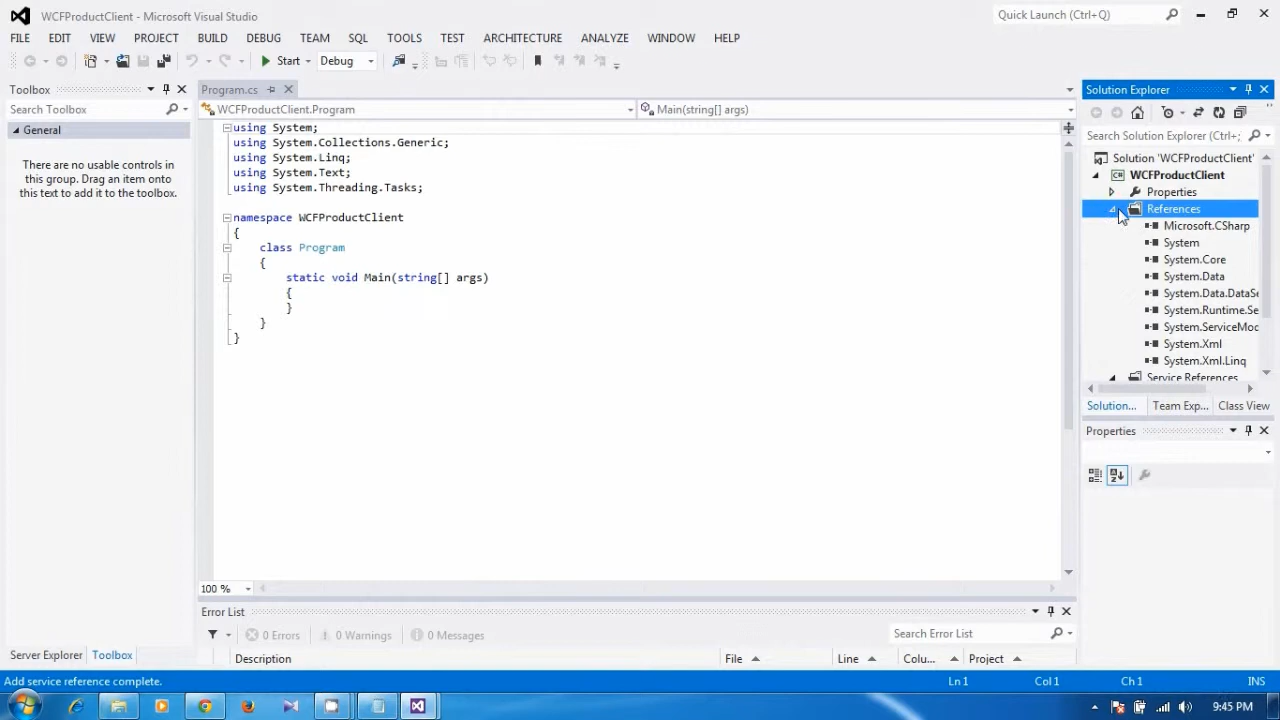 WCFProductClient - Microsoft Visual Studio
Quick Launch (Ctrl+Q)
FILE EDIT VIEW PROJECT BUILD DEBUG TEAM SQL TOOLS TEST ARCHITECTURE ANALYZE WINDOW HELP
Start Debug
Toolbox
Search Toolbox
General
There are no usable controls in
this group. Drag an item onto
this text to add it to the toolbox.
Server Explorer Toolbox
Program.cs
WCFProductClient.Program
Main(string[] args)
using System;
using System.Collections.Generic;
using System.Linq;
using System.Text;
using System.Threading.Tasks;
namespace WCFProductClient
{
class Program
{
static void Main(string[] args)
{
}
}
}
100 %
Error List
0 Errors 0 Warnings 0 Messages
Search Error List
Description File Line Colu... Project
Solution Explorer
Search Solution Explorer (Ctrl+;
Solution 'WCFProductClient'
C# WCFProductClient
Properties
References
Microsoft.CSharp
System
System.Core
System.Data
System.Data.DataSe
System.Runtime.Se
System.ServiceMod
System.Xml
System.Xml.Linq
Service References
Solution... Team Exp... Class View
Properties
Add service reference complete.
Ln 1 Col 1 Ch 1 INS
9:45 PM